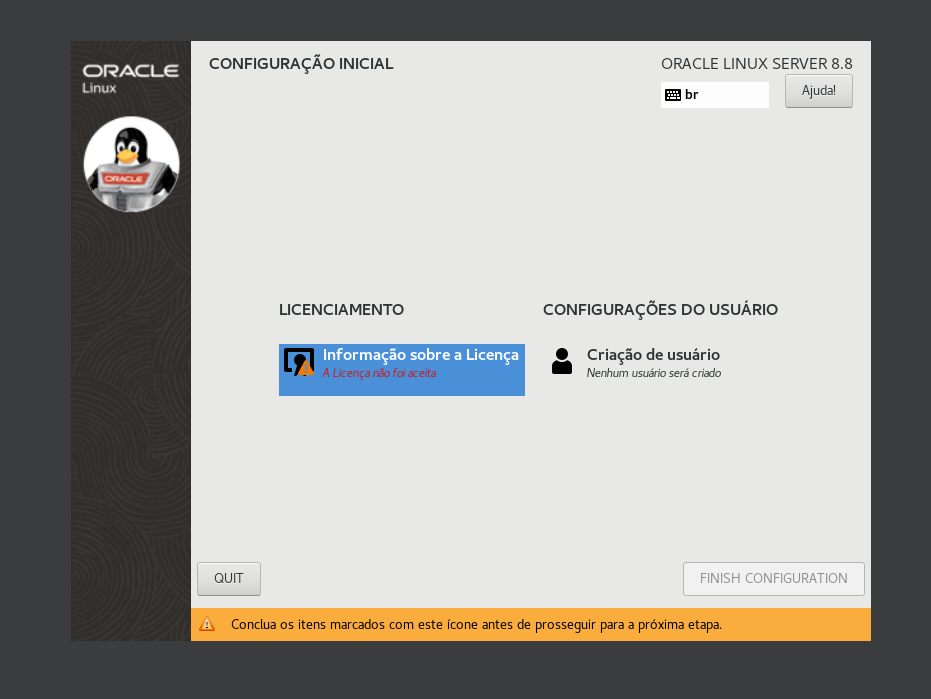 ORACLE
Linux
ORACLE
CONFIGURAÇÃO INICIAL
ORACLE LINUX SERVER 8.8
br
Ajuda!
LICENCIAMENTO
CONFIGURAÇÕES DO USUÁRIO
Informação sobre a Licença
A Licença não foi aceita
Criação de usuário
Nenhum usuário será criado
QUIT
FINISH CONFIGURATION
Conclua os itens marcados com este ícone antes de prosseguir para a próxima etapa.